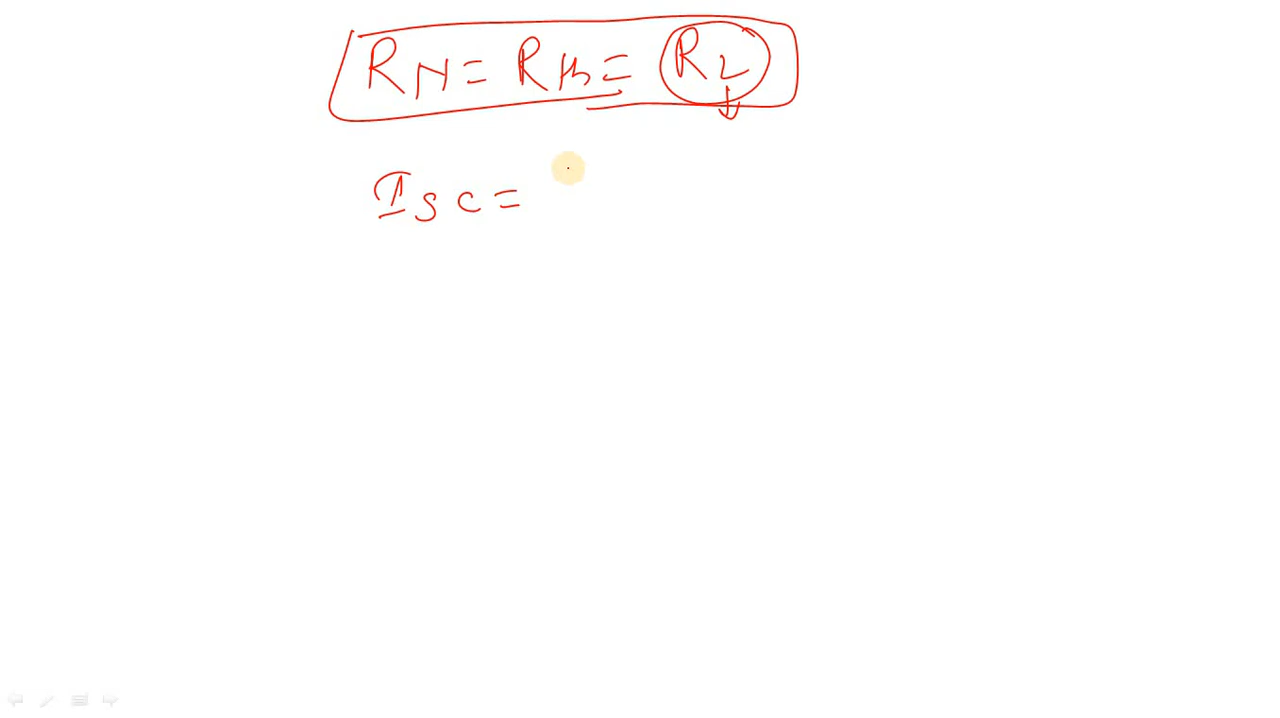 RN = Rth = RL
Isc =